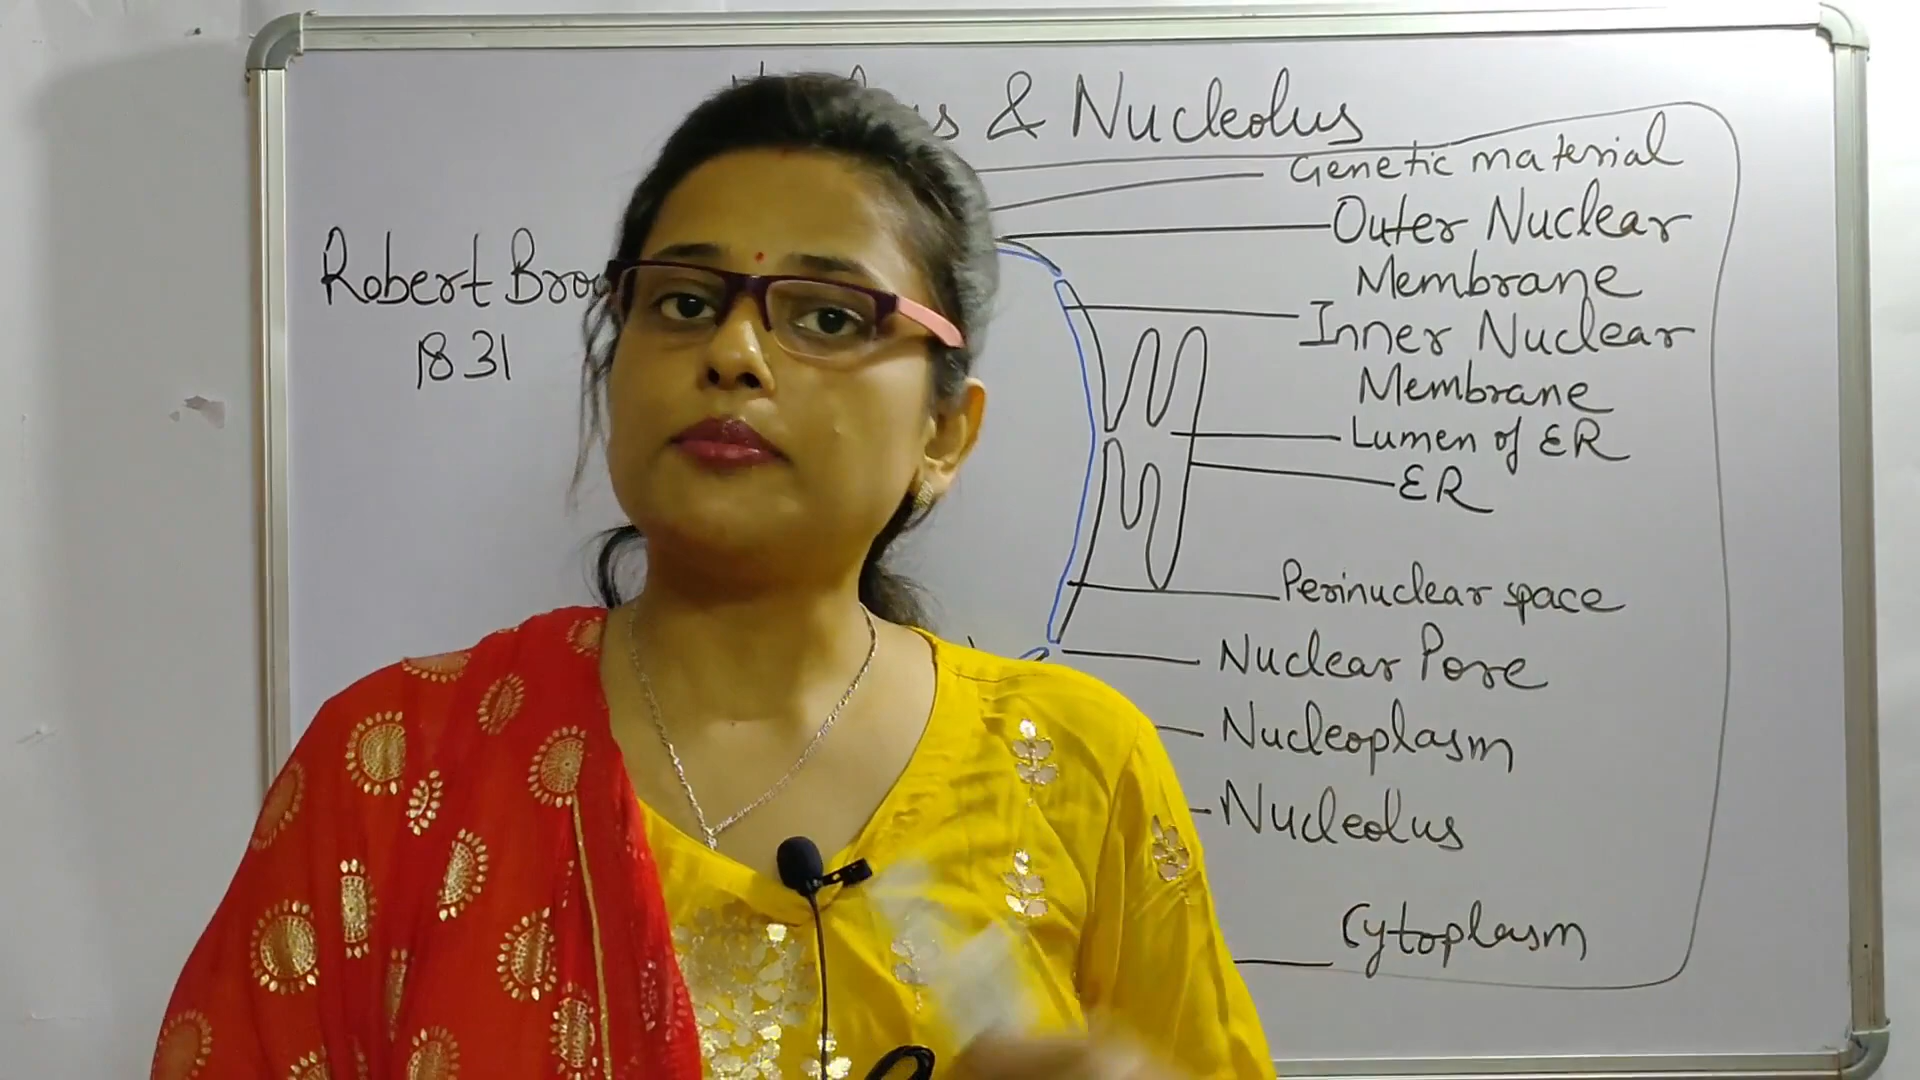 & Nucleolus
Genetic material
Outer Nuclear
Membrane
Robert
1831
Inner Nuclear
Membrane
Lumen of ER
ER
Perinuclear space
Nuclear Pore
Nucleoplasm
Nucleolus
Cytoplasm